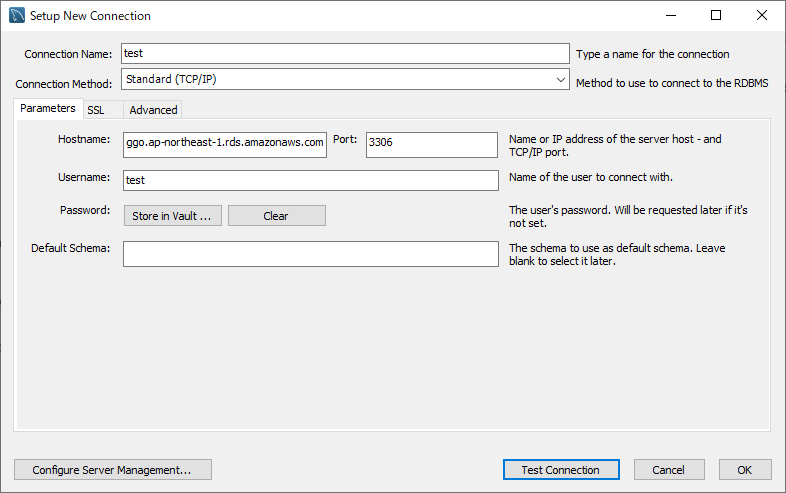 Setup New Connection
Connection Name: test Type a name for the connection
Connection Method: Standard (TCP/IP) Method to use to connect to the RDBMS
Parameters SSL Advanced
Hostname: ggo.ap-northeast-1.rds.amazonaws.com Port: 3306 Name or IP address of the server host - and
TCP/IP port.
Username: test Name of the user to connect with.
Password: Store in Vault ... Clear The user's password. Will be requested later if it's
not set.
Default Schema: The schema to use as default schema. Leave
blank to select it later.
Configure Server Management... Test Connection Cancel OK